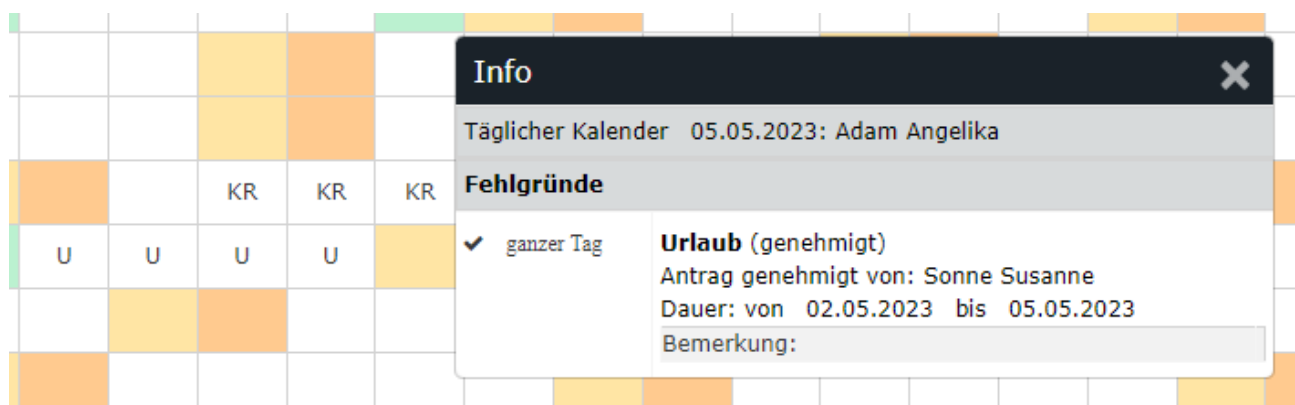 Info
Täglicher Kalender 05.05.2023: Adam Angelika
Fehlgründe
KR KR KR
U U U U
ganzer Tag
Urlaub (genehmigt)
Antrag genehmigt von: Sonne Susanne
Dauer: von 02.05.2023 bis 05.05.2023
Bemerkung: